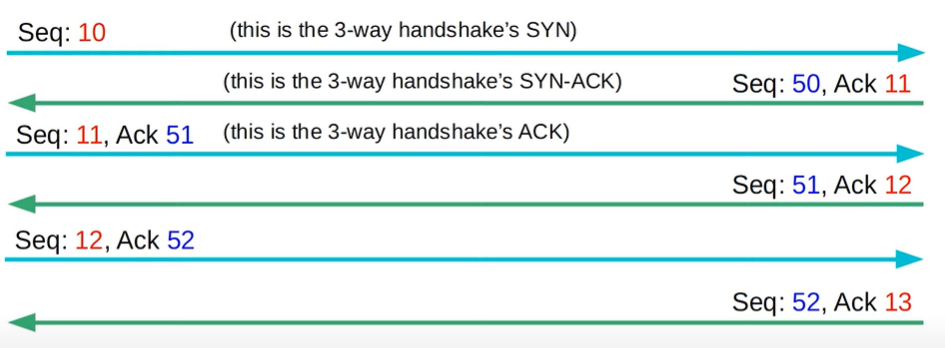 Seq: 10 (this is the 3-way handshake's SYN)
(this is the 3-way handshake's SYN-ACK) Seq: 50, Ack 11
Seq: 11, Ack 51 (this is the 3-way handshake's ACK)
Seq: 51, Ack 12
Seq: 12, Ack 52
Seq: 52, Ack 13